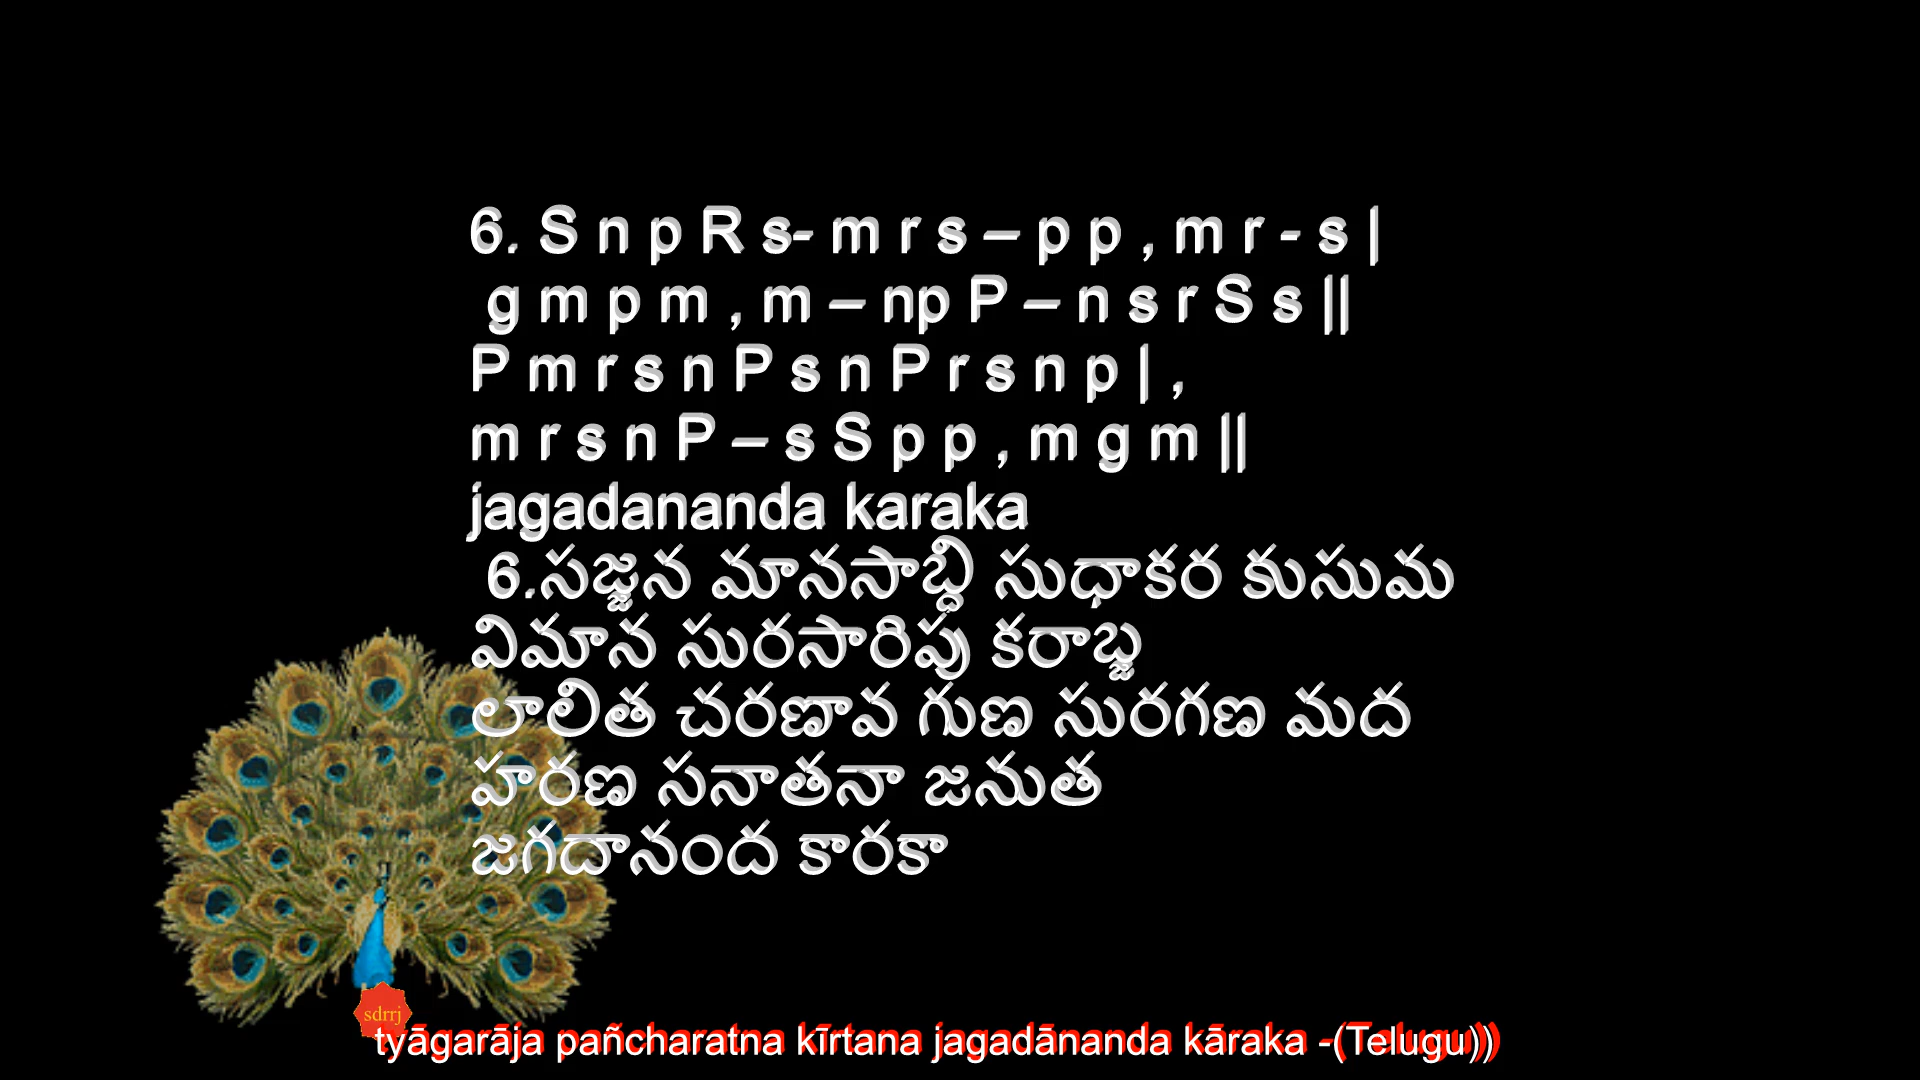 6. S n p R s- m r s – p p , m r - s |
g m p m , m – np P – n s r S s ||
P m r s n P s n P r s n p | ,
m r s n P – s S p p , m g m ||
jagadananda karaka
6.సజ్జన మానసాబ్ధి సుధాకర కుసుమ
విమాన సురసారిపు కరాబ్జ
లాలిత చరణావ గుణ సురగణ మద
హరణ సనాతనా జనుత
జగదానంద కారకా
sdrrj
tyāgarāja pañcharatna kīrtana jagadānanda kāraka -(Telugu))